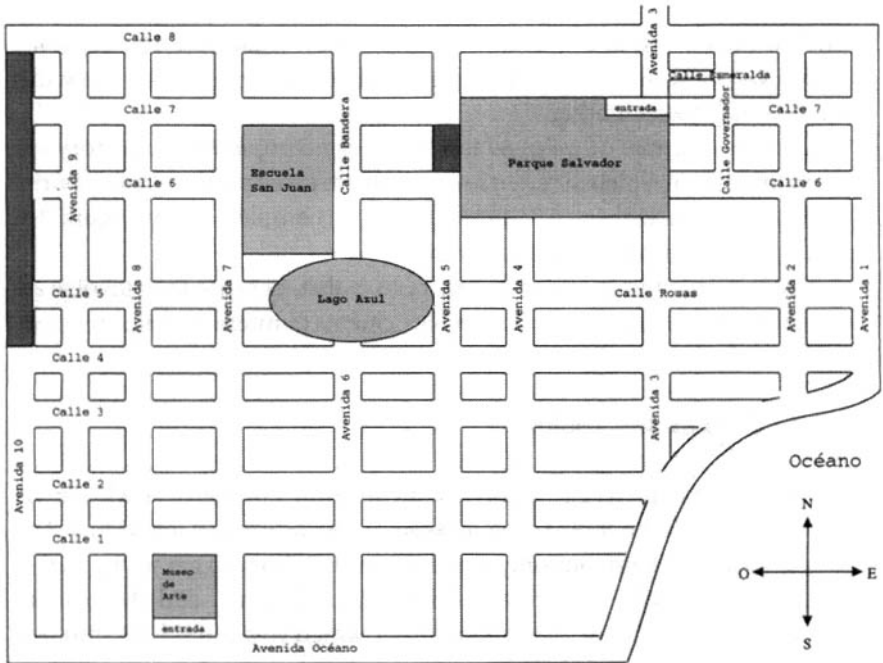 Avenida 3
Calle 8
Calle Esmeralda
Calle 7
entrada
Calle 7
Calle Bandera
Calle Governador
Escuela
San Juan
Parque Salvador
Avenida 9
Calle 6
Calle 6
Calle 5
Avenida 8
Avenida 7
Lago Azul
Avenida 5
Avenida 4
Calle Rosas
Avenida 2
Avenida 1
Calle 4
Calle 3
Avenida 6
Avenida 3
Avenida 10
Calle 2
Océano
N
Calle 1
O
E
Museo
de
Arte
entrada
S
Avenida Océano